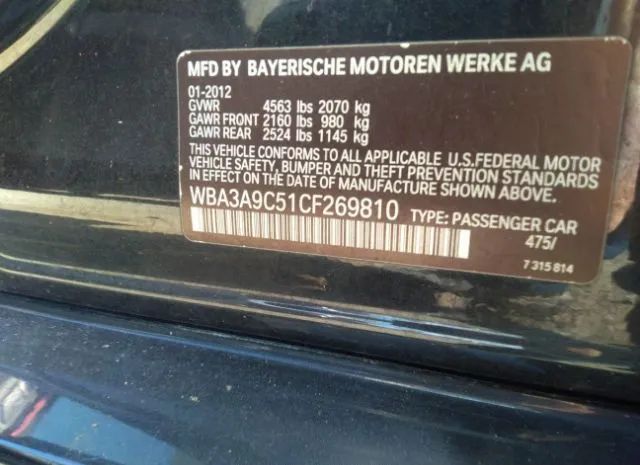 MFD BY BAYERISCHE MOTOREN WERKE AG
01-2012
GVWR 4563 lbs 2070 kg
GAWR FRONT 2160 lbs 980 kg
GAWR REAR 2524 lbs 1145 kg
THIS VEHICLE CONFORMS TO ALL APPLICABLE U.S.FEDERAL MOTOR
VEHICLE SAFETY, BUMPER AND THEFT PREVENTION STANDARDS
IN EFFECT ON THE DATE OF MANUFACTURE SHOWN ABOVE.
WBA3A9C51CF269810 TYPE: PASSENGER CAR
475/
7 315 814